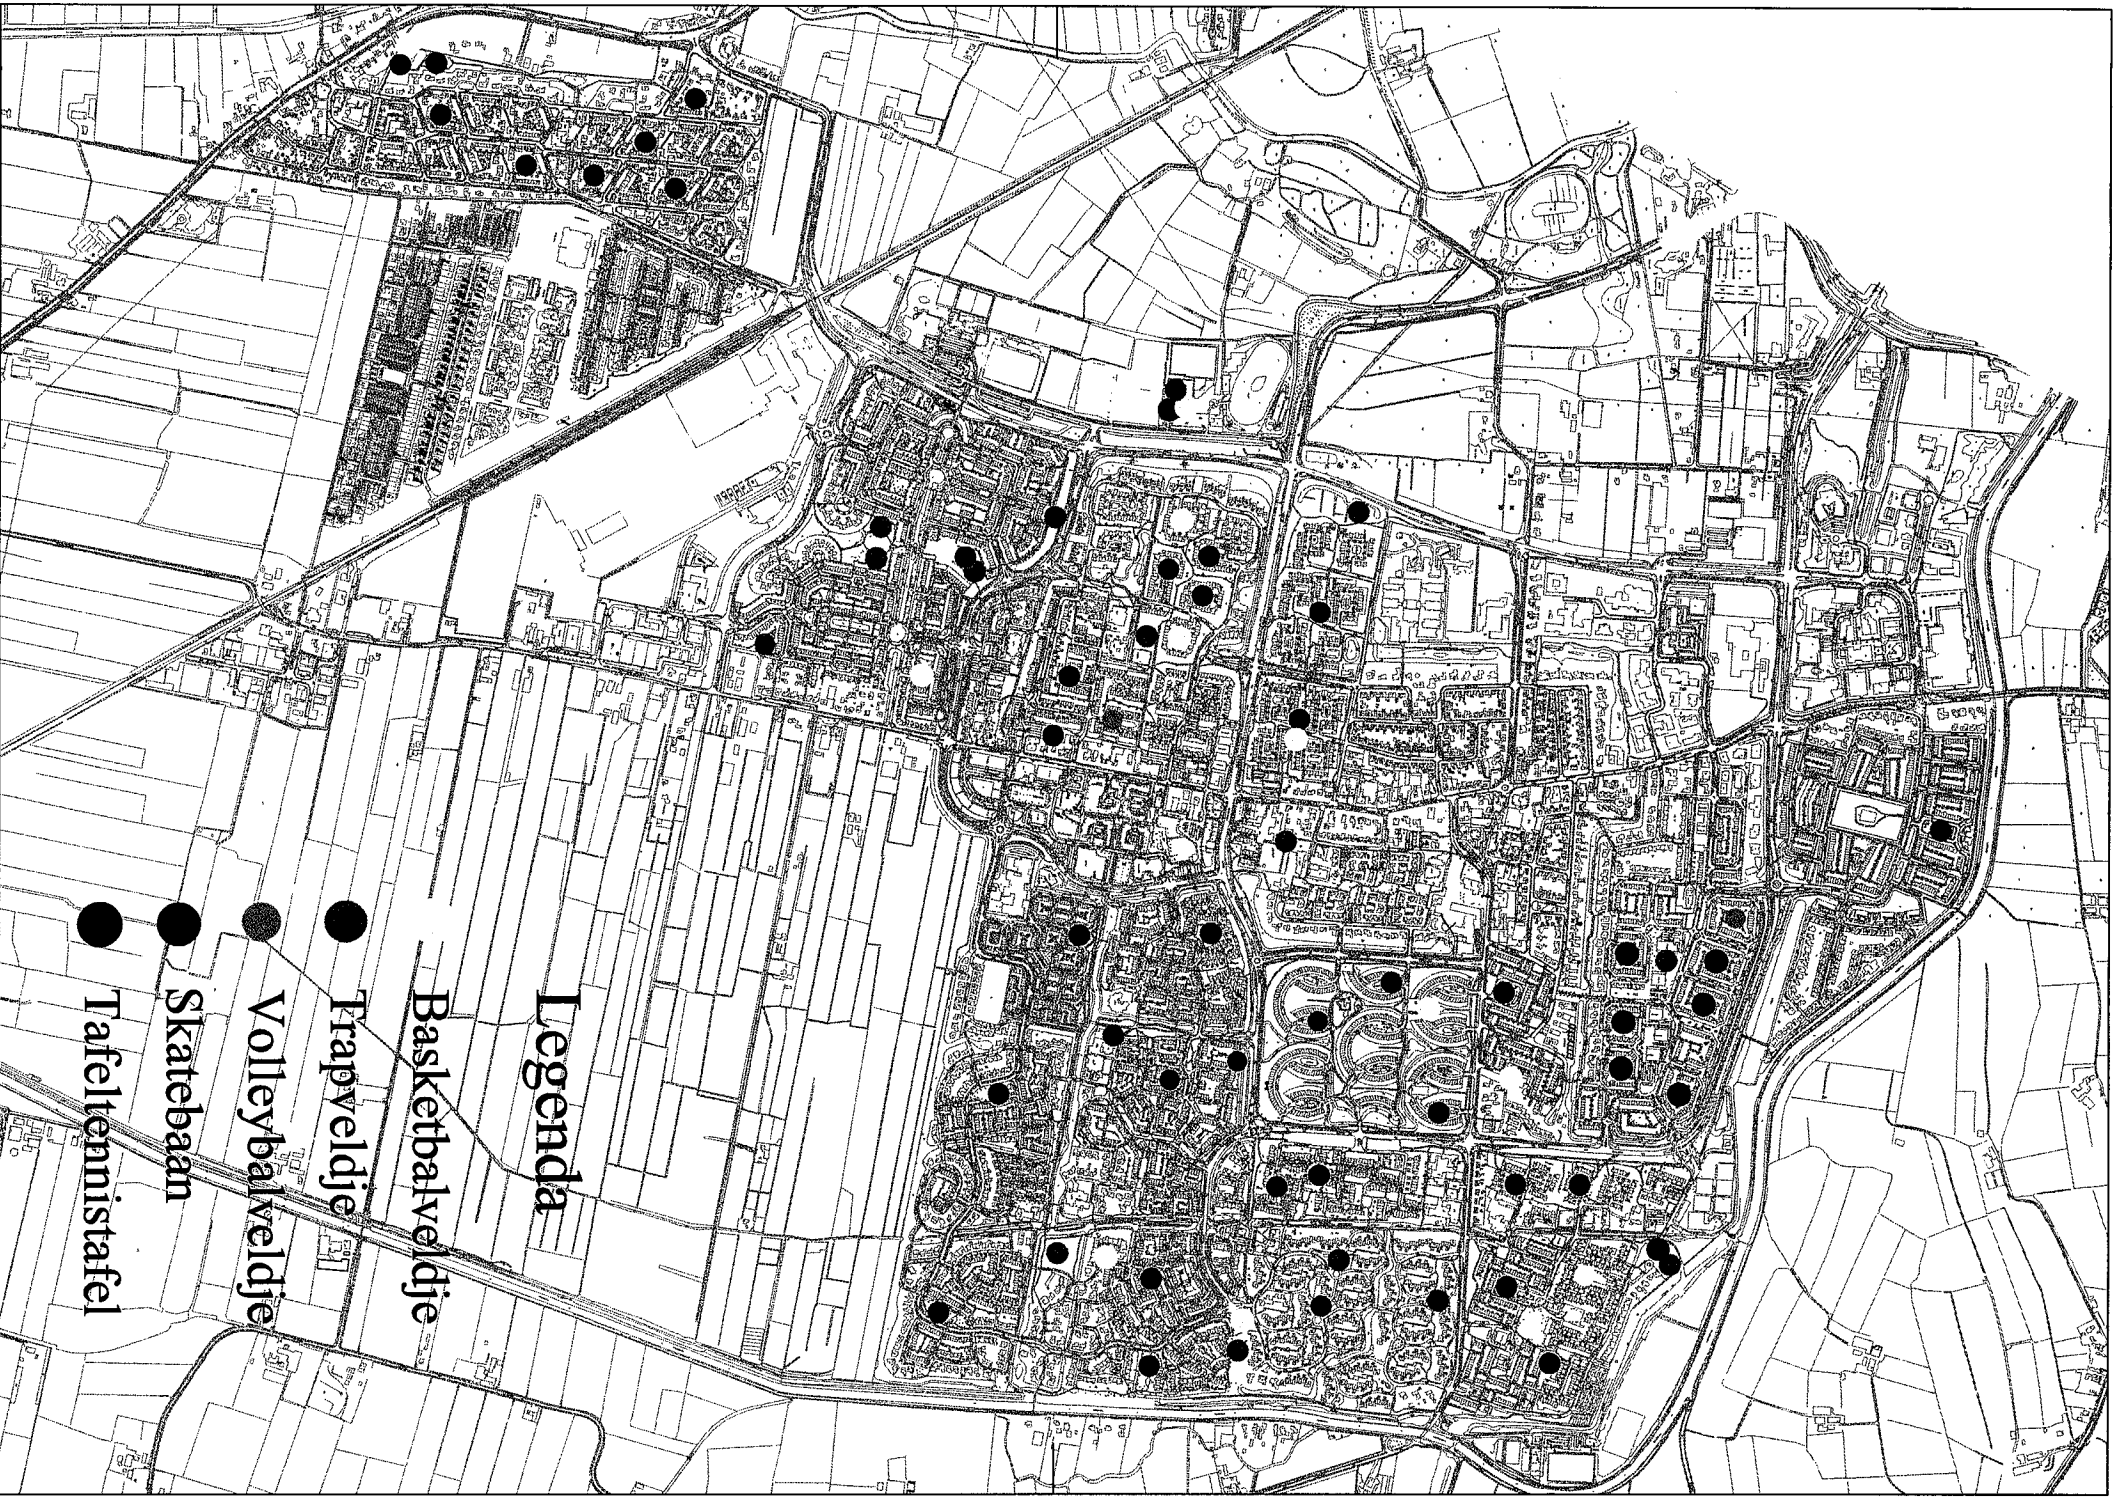 Legenda
Basketbalveldje
Trapveldje
Volleybalveldje
Skatebaan
Tafeltennistafel